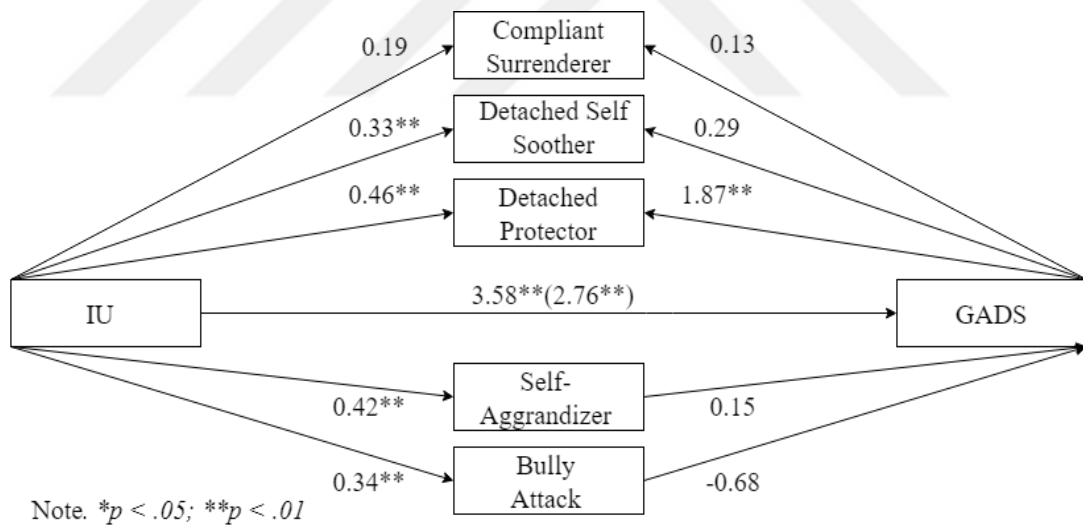 Compliant
Surrenderer
0.19
0.13
Detached Self
Soother
0.33**
0.29
Detached
Protector
0.46**
1.87**
3.58**(2.76**)
IU
GADS
Self-
Aggrandizer
0.42**
0.15
Bully
Attack
0.34**
-0.68
Note. *p < .05; **p < .01